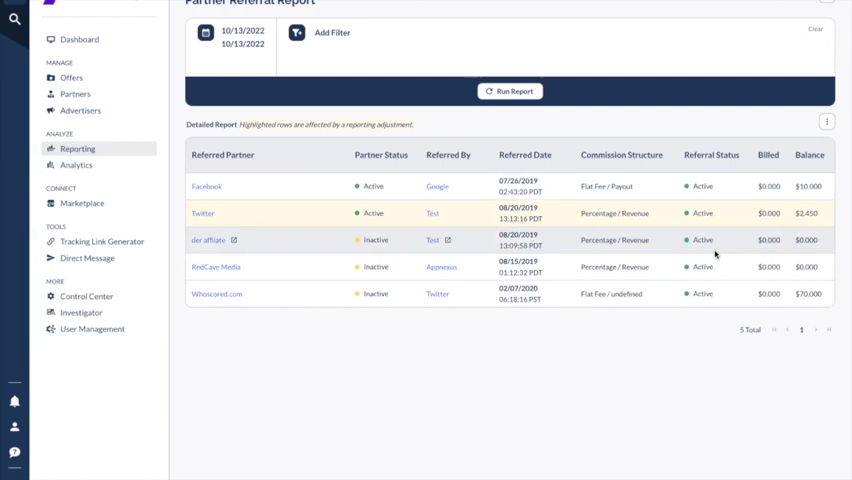 Partner Referral Report
Dashboard
MANAGE
Offers
Partners
Advertisers
ANALYZE
Reporting
Analytics
CONNECT
Marketplace
TOOLS
Tracking Link Generator
Direct Message
MORE
Control Center
Investigator
User Management
10/13/2022
10/13/2022
Add Filter
Clear
Run Report
Detailed Report Highlighted rows are affected by a reporting adjustment.
Referred Partner Partner Status Referred By Referred Date Commission Structure Referral Status Billed Balance
Facebook Active Google 07/26/2019 02:43:20 PDT Flat Fee / Payout Active $0.000 $10.000
Twitter Active Test 08/20/2019 13:13:16 PDT Percentage / Revenue Active $0.000 $2.450
der affilate Inactive Test 08/20/2019 13:09:58 PDT Percentage / Revenue Active $0.000 $0.000
RedCave Media Inactive Appnexus 08/15/2019 01:12:32 PDT Percentage / Revenue Active $0.000 $0.000
Whoscored.com Inactive Twitter 02/07/2020 06:18:16 PST Flat Fee / undefined Active $0.000 $70.000
5 Total 1